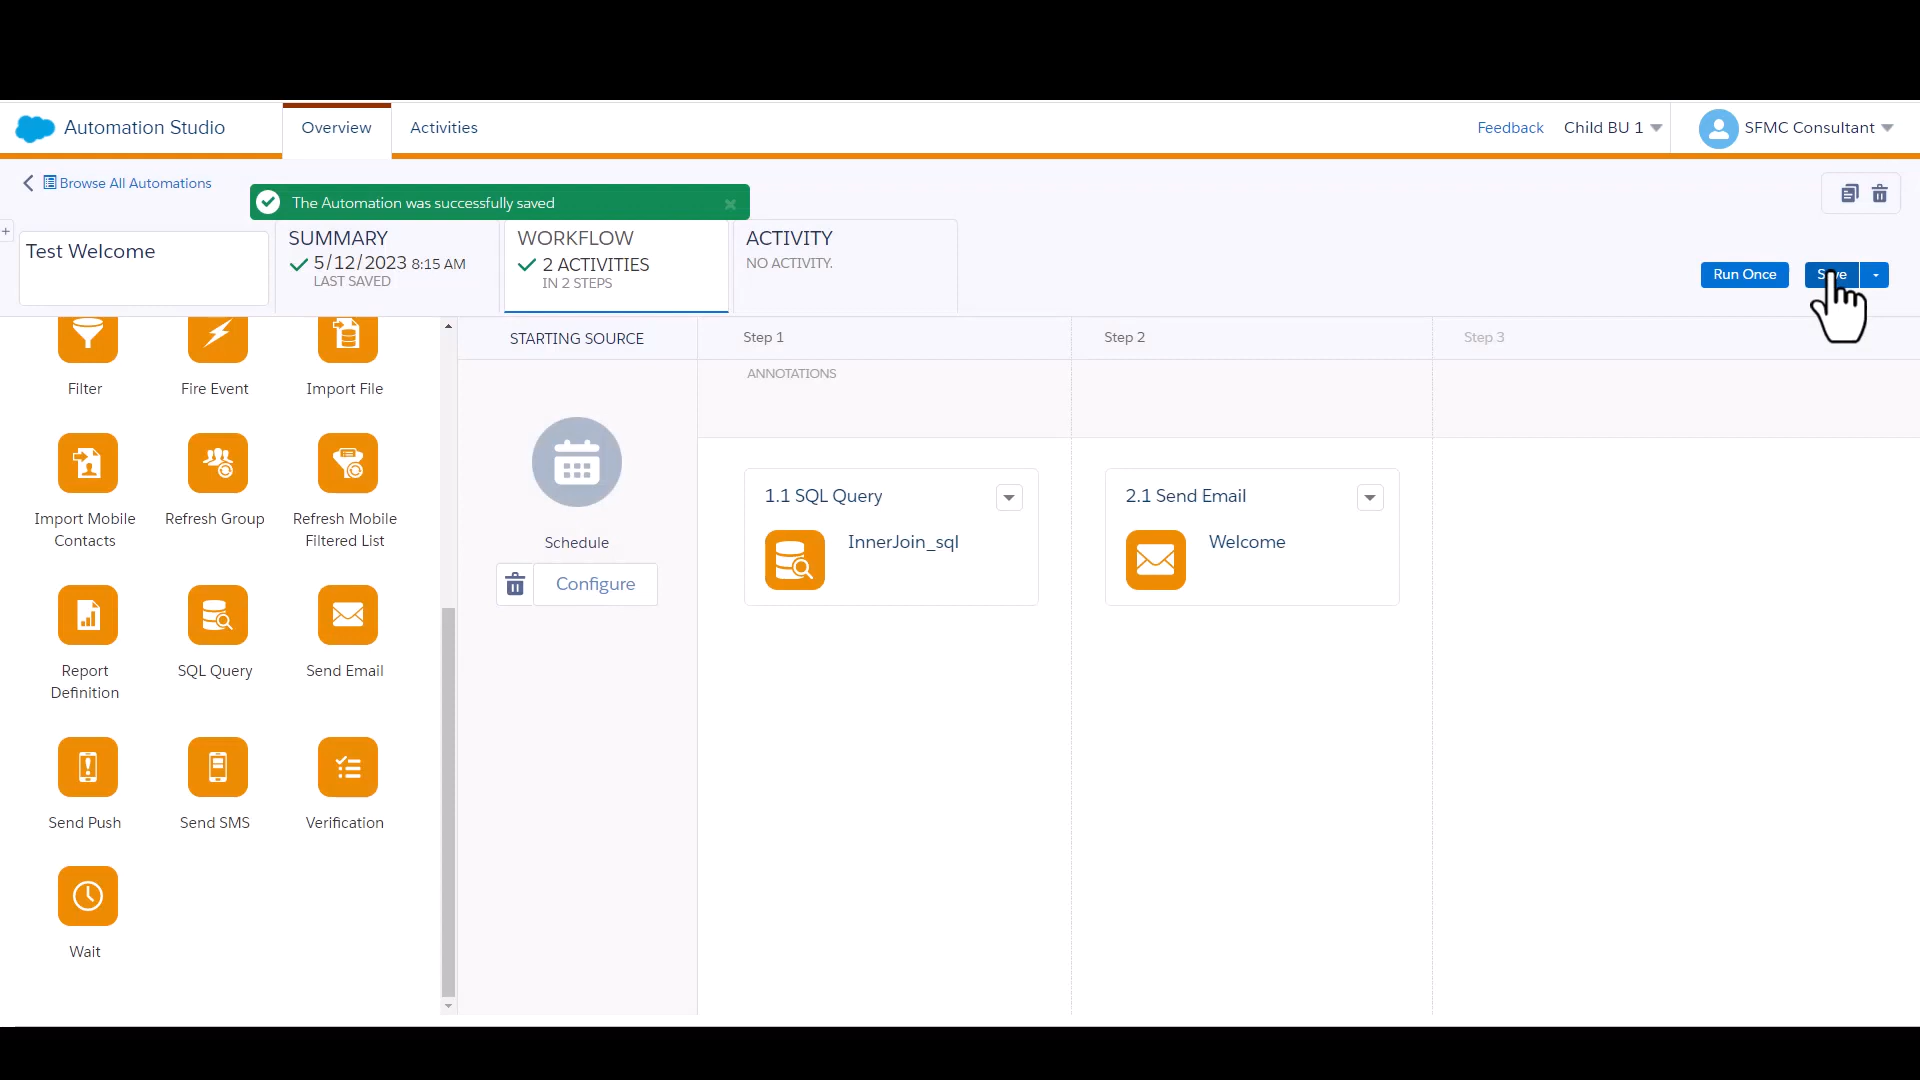 Automation Studio
Overview
Activities
Feedback
Child BU 1
SFMC Consultant
Browse All Automations
The Automation was successfully saved
Test Welcome
SUMMARY
5/12/2023 8:15 AM
LAST SAVED
WORKFLOW
2 ACTIVITIES
IN 2 STEPS
ACTIVITY
NO ACTIVITY.
Run Once
Save
STARTING SOURCE
Step 1
Step 2
Step 3
ANNOTATIONS
Filter
Fire Event
Import File
Import Mobile
Contacts
Refresh Group
Refresh Mobile
Filtered List
Report
Definition
SQL Query
Send Email
Send Push
Send SMS
Verification
Wait
Schedule
Configure
1.1 SQL Query
InnerJoin_sql
2.1 Send Email
Welcome